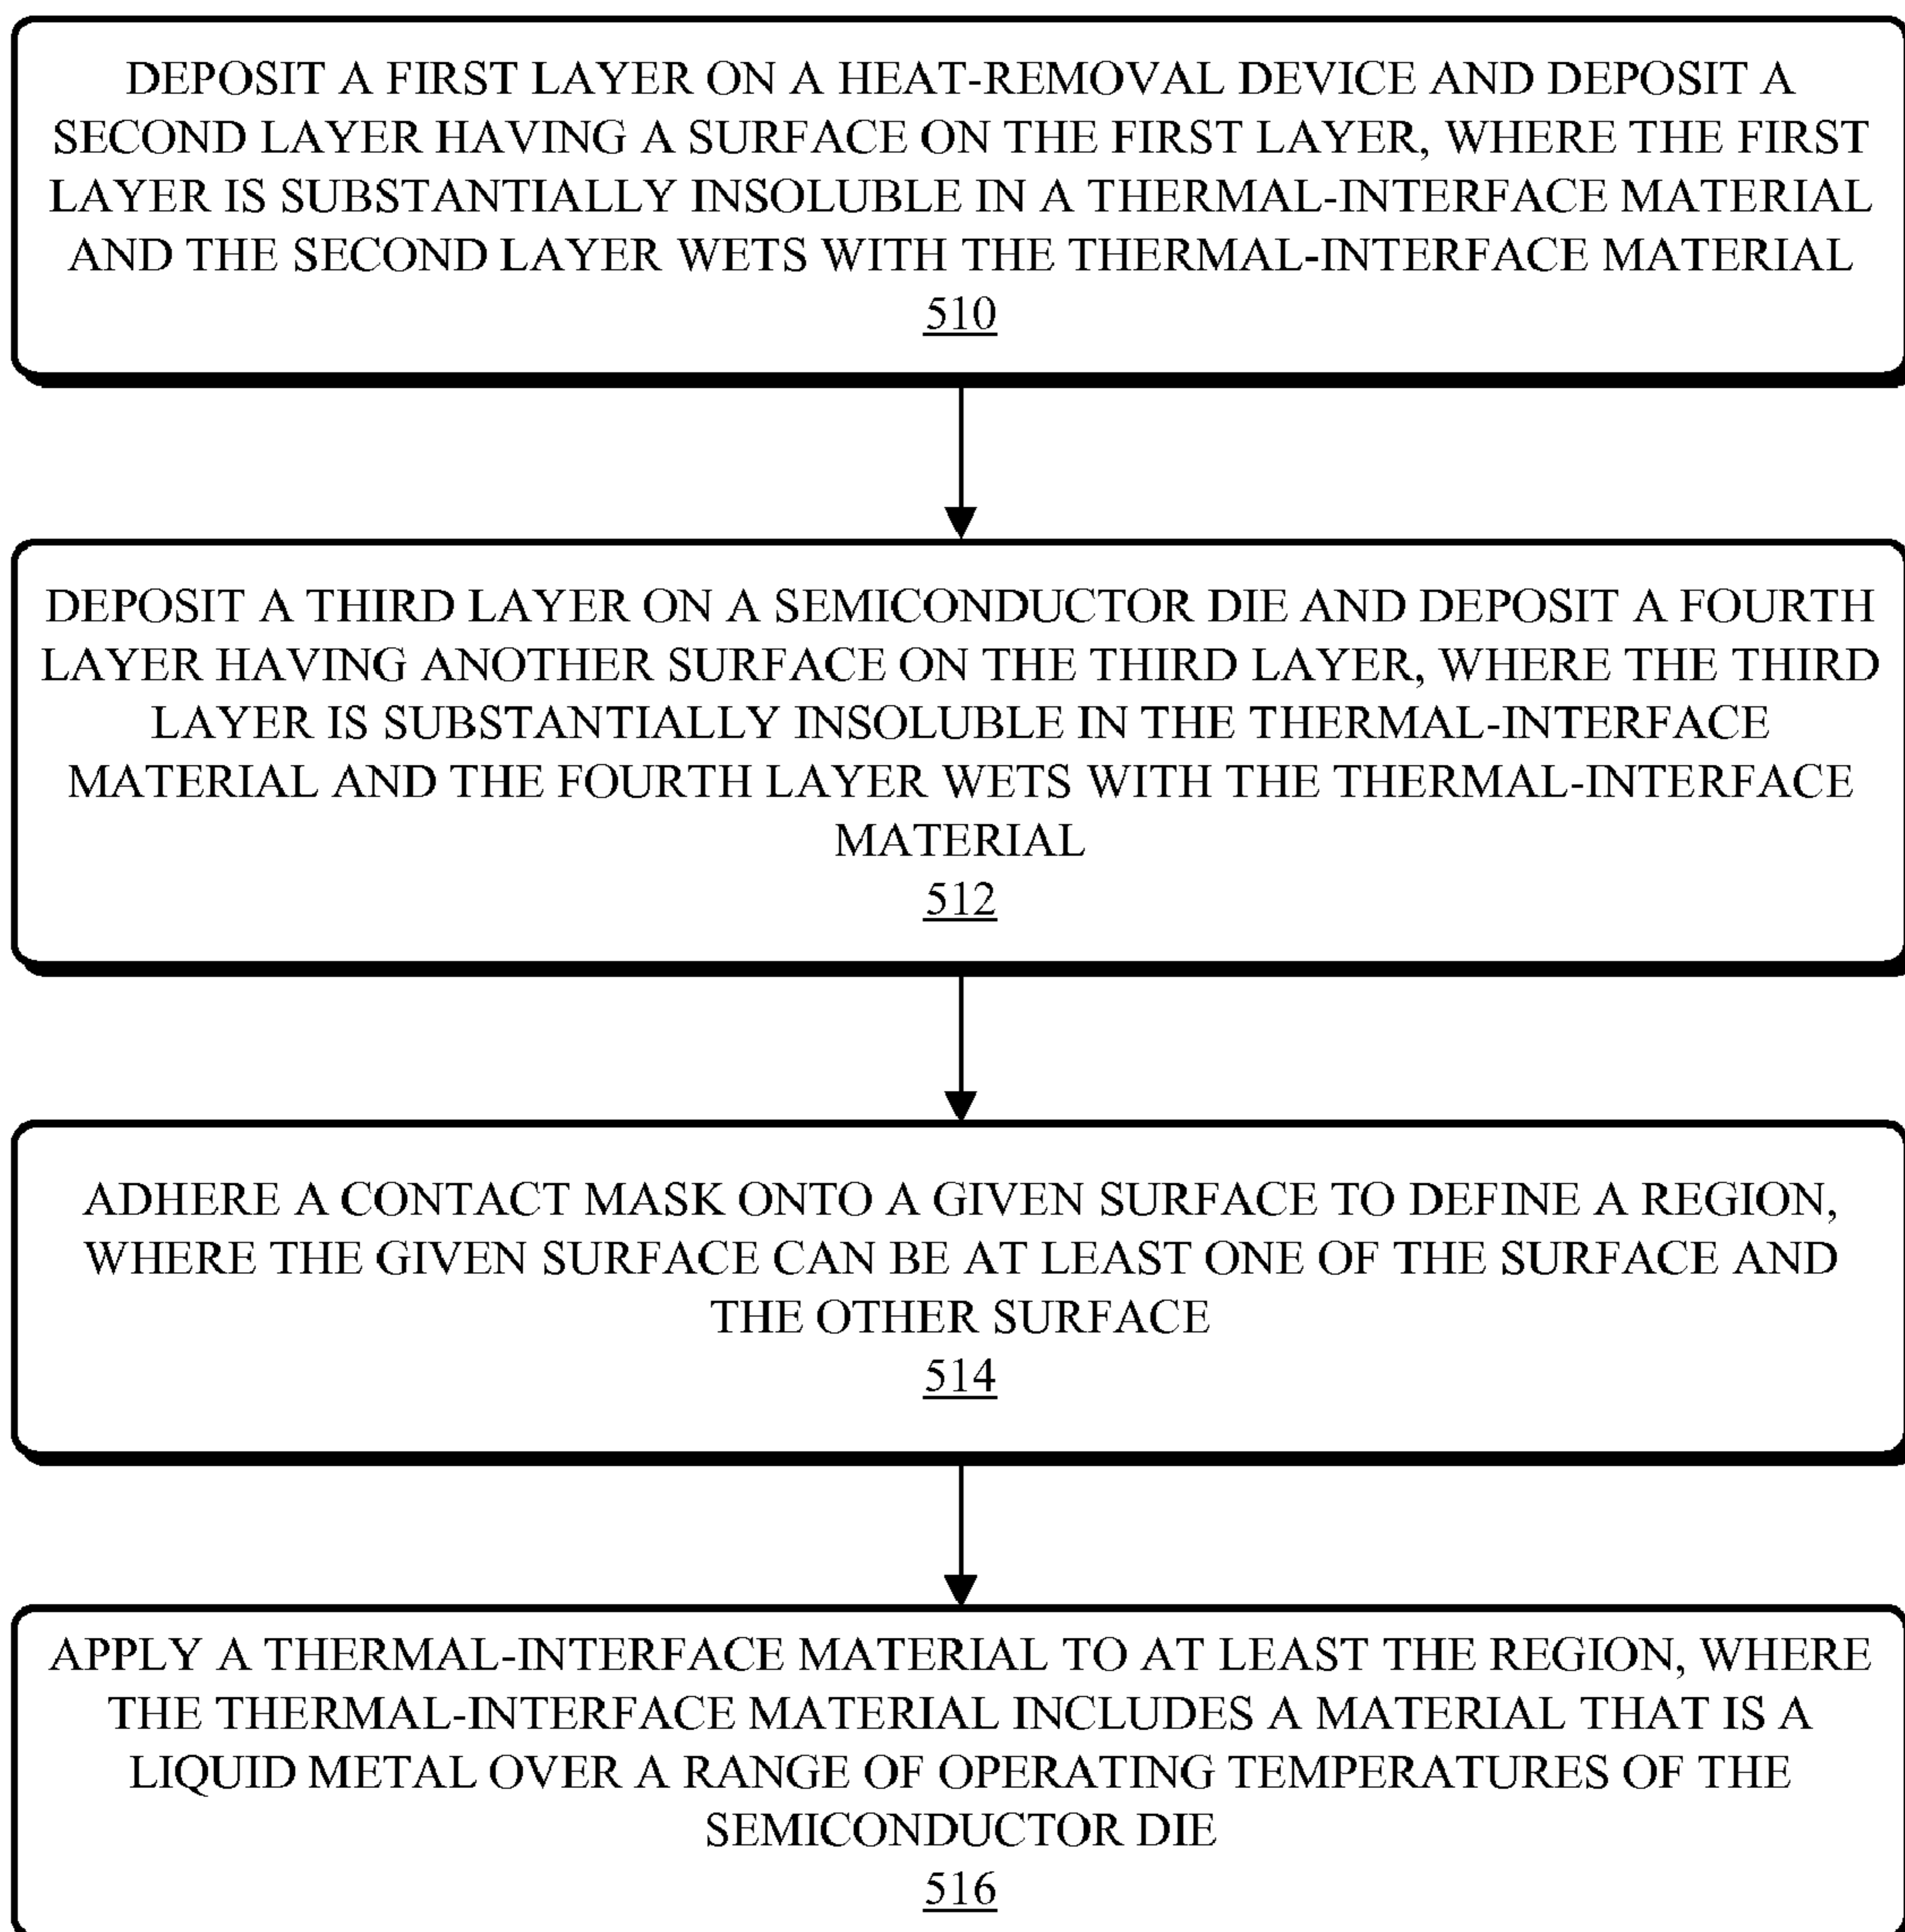 DEPOSIT A FIRST LAYER ON A HEAT-REMOVAL DEVICE AND DEPOSIT A
SECOND LAYER HAVING A SURFACE ON THE FIRST LAYER, WHERE THE FIRST
LAYER IS SUBSTANTIALLY INSOLUBLE IN A THERMAL-INTERFACE MATERIAL
AND THE SECOND LAYER WETS WITH THE THERMAL-INTERFACE MATERIAL
510
DEPOSIT A THIRD LAYER ON A SEMICONDUCTOR DIE AND DEPOSIT A FOURTH
LAYER HAVING ANOTHER SURFACE ON THE THIRD LAYER, WHERE THE THIRD
LAYER IS SUBSTANTIALLY INSOLUBLE IN THE THERMAL-INTERFACE
MATERIAL AND THE FOURTH LAYER WETS WITH THE THERMAL-INTERFACE
MATERIAL
512
ADHERE A CONTACT MASK ONTO A GIVEN SURFACE TO DEFINE A REGION,
WHERE THE GIVEN SURFACE CAN BE AT LEAST ONE OF THE SURFACE AND
THE OTHER SURFACE
514
APPLY A THERMAL-INTERFACE MATERIAL TO AT LEAST THE REGION, WHERE
THE THERMAL-INTERFACE MATERIAL INCLUDES A MATERIAL THAT IS A
LIQUID METAL OVER A RANGE OF OPERATING TEMPERATURES OF THE
SEMICONDUCTOR DIE
516